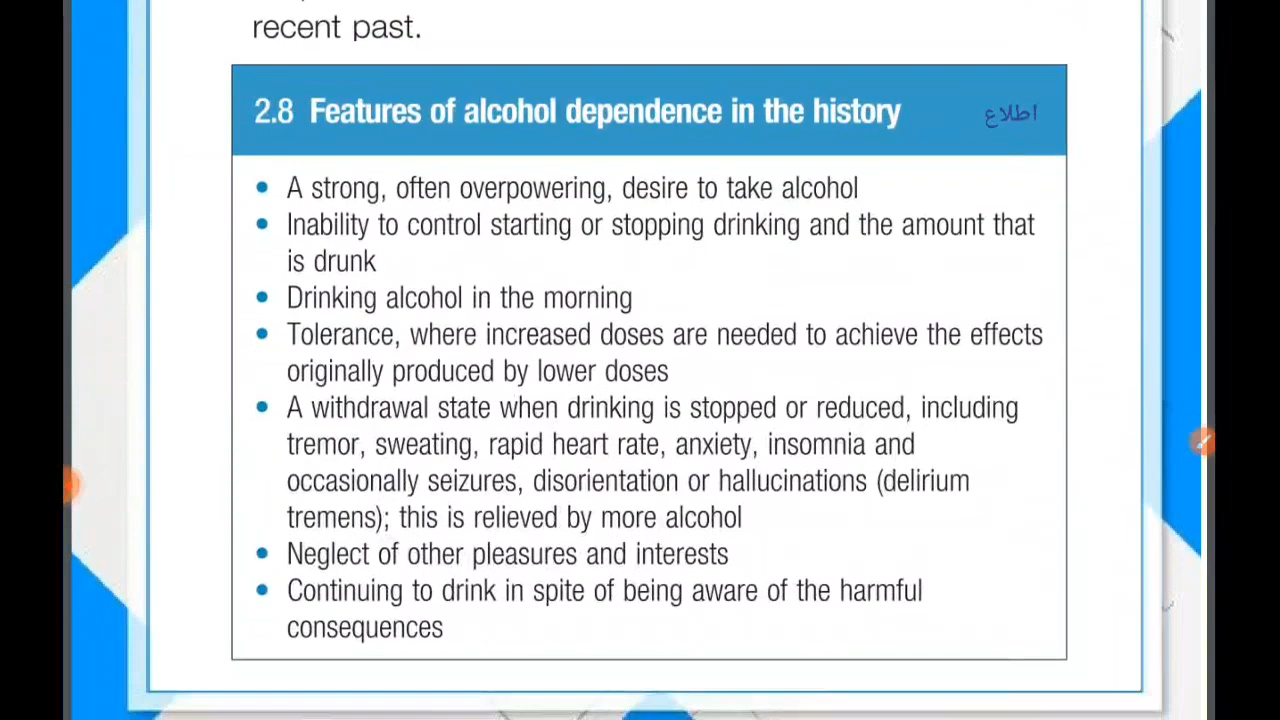 recent past.
2.8 Features of alcohol dependence in the history
اطلاع
• A strong, often overpowering, desire to take alcohol
• Inability to control starting or stopping drinking and the amount that
is drunk
• Drinking alcohol in the morning
• Tolerance, where increased doses are needed to achieve the effects
originally produced by lower doses
• A withdrawal state when drinking is stopped or reduced, including
tremor, sweating, rapid heart rate, anxiety, insomnia and
occasionally seizures, disorientation or hallucinations (delirium
tremens); this is relieved by more alcohol
• Neglect of other pleasures and interests
• Continuing to drink in spite of being aware of the harmful
consequences